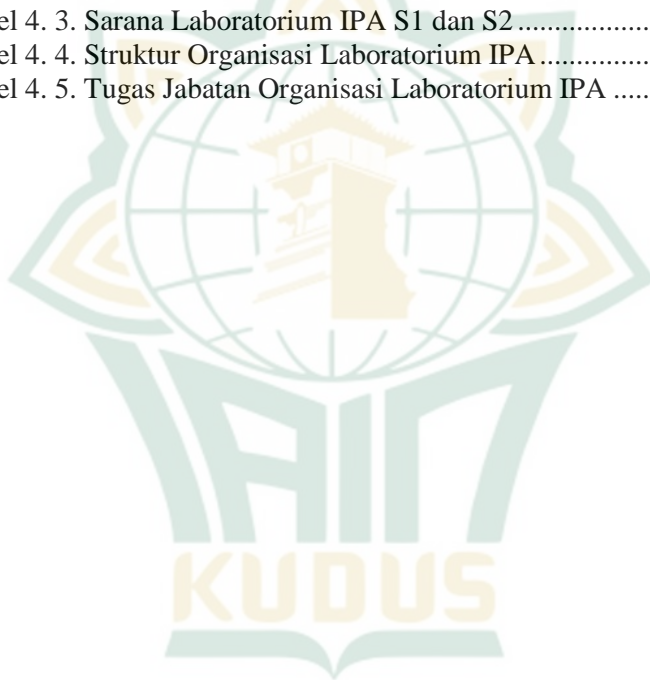 el 4. 3. Sarana Laboratorium IPA S1 dan S2 ...................
el 4. 4. Struktur Organisasi Laboratorium IPA ................
el 4. 5. Tugas Jabatan Organisasi Laboratorium IPA .....
IAIN
KUDUS